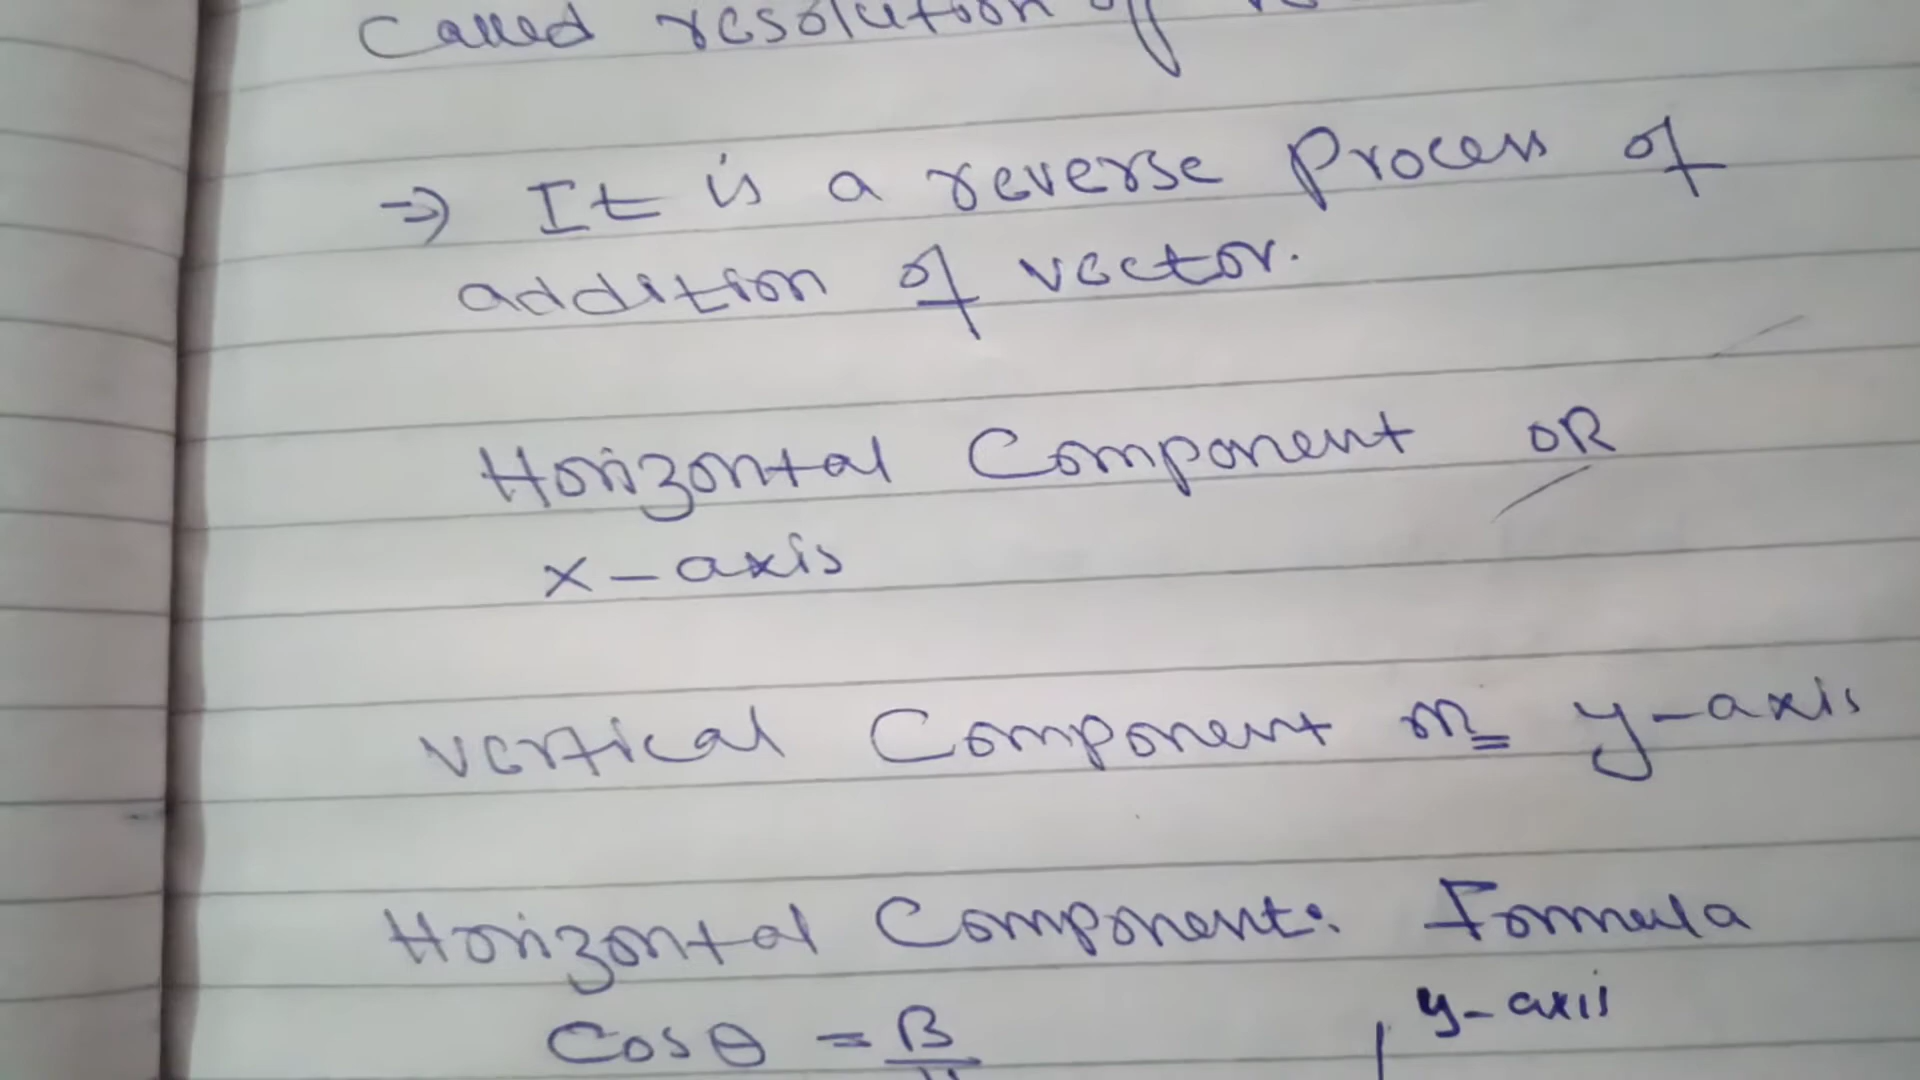 Called resolution of
⇒ It is a reverse Process of
addition of vector.
Horizontal Component OR
x-axis
Vertical Component or y-axis
Horizontal Component: Formula
y-axis
Cosθ = B